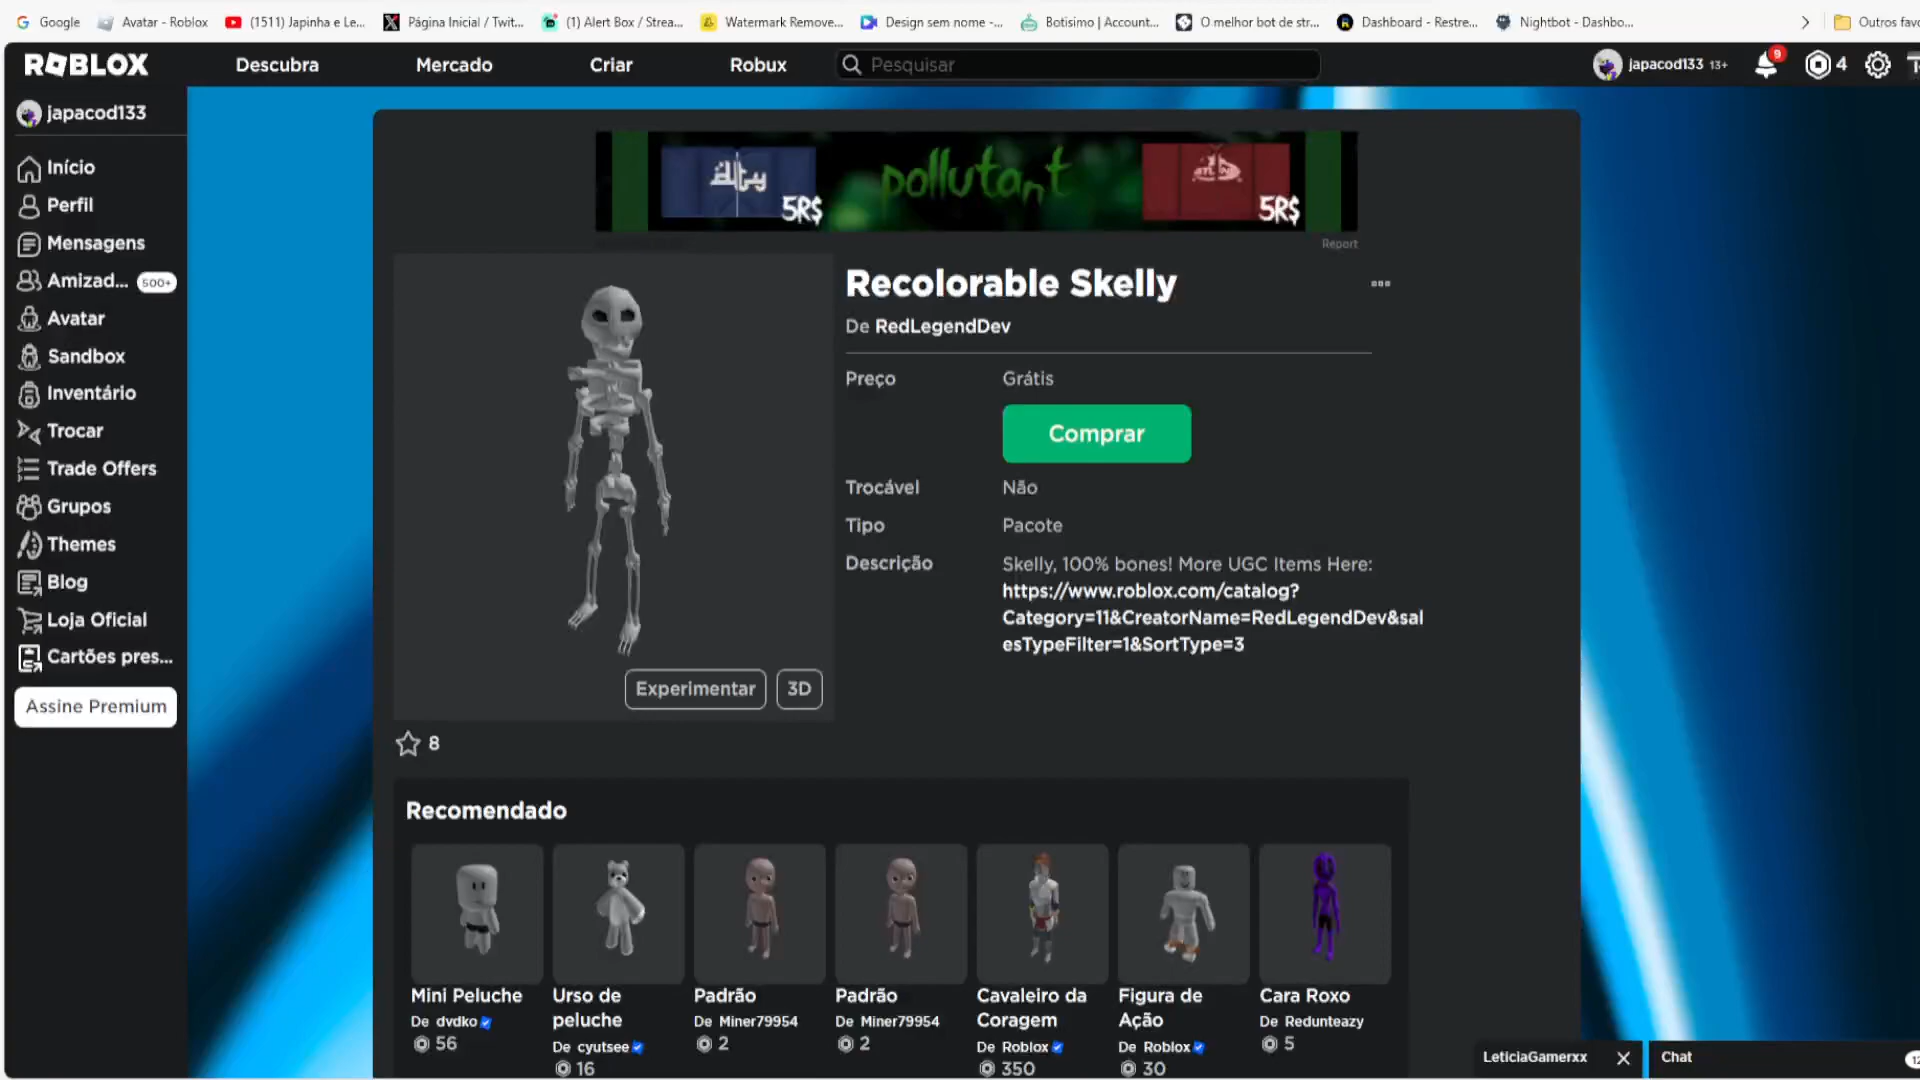 Google
Avatar - Roblox
(1511) Japinha e Le...
Página Inicial / Twit...
(1) Alert Box / Strea...
Watermark Remove...
Design sem nome -...
Botisimo | Account...
O melhor bot de str...
Dashboard - Restre...
Nightbot - Dashbo...
Outros favo
ROBLOX
Descubra
Mercado
Criar
Robux
Pesquisar
japacod133 13+
9
4
japacod133
Início
Perfil
Mensagens
Amizad... 500+
Avatar
Sandbox
Inventário
Trocar
Trade Offers
Grupos
Themes
Blog
Loja Oficial
Cartões pres...
Assine Premium
5R$
pollutant
5R$
Report
Recolorable Skelly
De RedLegendDev
Preço
Grátis
Comprar
Trocável
Não
Tipo
Pacote
Descrição
Skelly, 100% bones! More UGC Items Here:
https://www.roblox.com/catalog?
Category=11&CreatorName=RedLegendDev&sal
esTypeFilter=1&SortType=3
Experimentar
3D
8
Recomendado
Mini Peluche
De dvdko
56
Urso de
peluche
De cyutsee
16
Padrão
De Miner79954
2
Padrão
De Miner79954
2
Cavaleiro da
Coragem
De Roblox
350
Figura de
Ação
De Roblox
30
Cara Roxo
De Redunteazy
5
LeticiaGamerxx
Chat